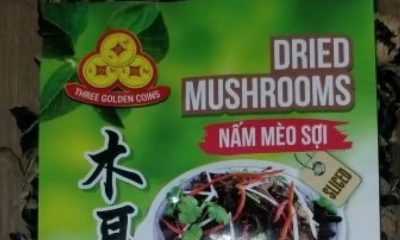 THREE GOLDEN COINS
DRIED
MUSHROOMS
NẤM MÈO SỢI
SLICED
木